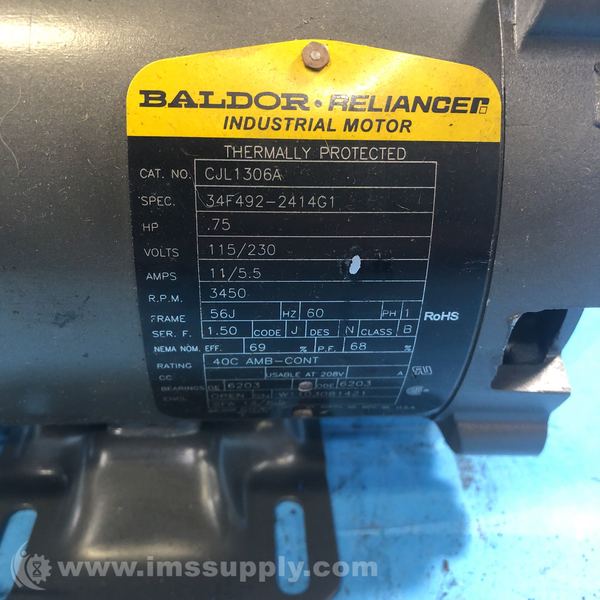 BALDOR · RELIANCER
INDUSTRIAL MOTOR
THERMALLY PROTECTED
CAT. NO. CJL1306A
SPEC. 34F492-2414G1
HP .75
VOLTS 115/230
AMPS 11/5.5
R.P.M. 3450
FRAME 56J HZ 60 PH 1 RoHS
SER. F. 1.50 CODE J DES N CLASS B
NEMA NOM. EFF. 69 % P.F. 68 %
RATING 40C AMB-CONT
CC USABLE AT 208V A
BEARINGS DE 6203 ODE 6203
ENCL OPEN SN W1103081421
www.imssupply.com